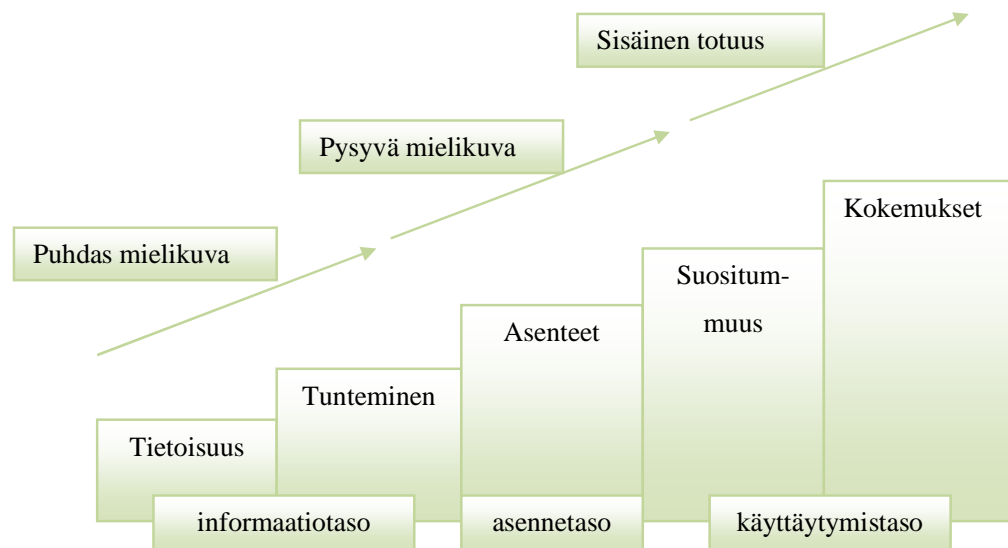 Sisäinen totuus
Pysyvä mielikuva
Puhdas mielikuva
Kokemukset
Suositum-
muus
Asenteet
Tunteminen
Tietoisuus
informaatiotaso
asennetaso
käyttäytymistaso